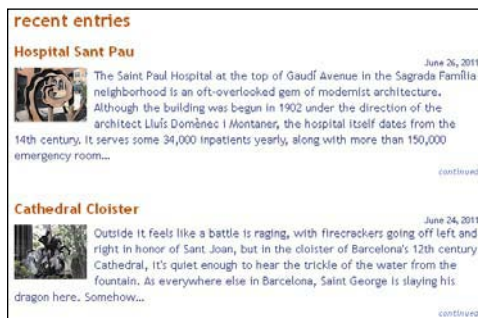 recent entries
Hospital Sant Pau
June 26, 2011
The Saint Paul Hospital at the top of Gaudí Avenue in the Sagrada Família
neighborhood is an oft-overlooked gem of modernist architecture.
Although the building was begun in 1902 under the direction of the
architect Lluís Domènec i Montaner, the hospital itself dates from the
14th century. It serves some 34,000 inpatients yearly, along with more than 150,000
emergency room...
continued
Cathedral Cloister
June 24, 2011
Outside it feels like a battle is raging, with firecrackers going off left and
right in honor of Sant Joan, but in the cloister of Barcelona's 12th century
Cathedral, it's quiet enough to hear the trickle of the water from the
fountain. As everywhere else in Barcelona, Saint George is slaying his
dragon here. Somehow...
continued